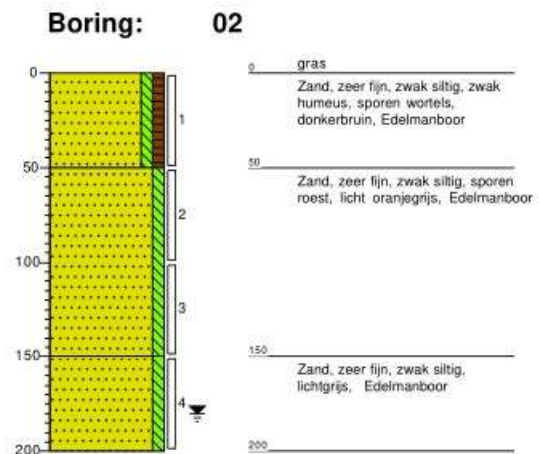 Boring: 02
0
50
100
150
200
1
2
3
4
0
gras
Zand, zeer fijn, zwak siltig, zwak
humeus, sporen wortels,
donkerbruin, Edelmanboor
50
Zand, zeer fijn, zwak siltig, sporen
roest, licht oranjegrijs, Edelmanboor
150
Zand, zeer fijn, zwak siltig,
lichtgrijs, Edelmanboor
200